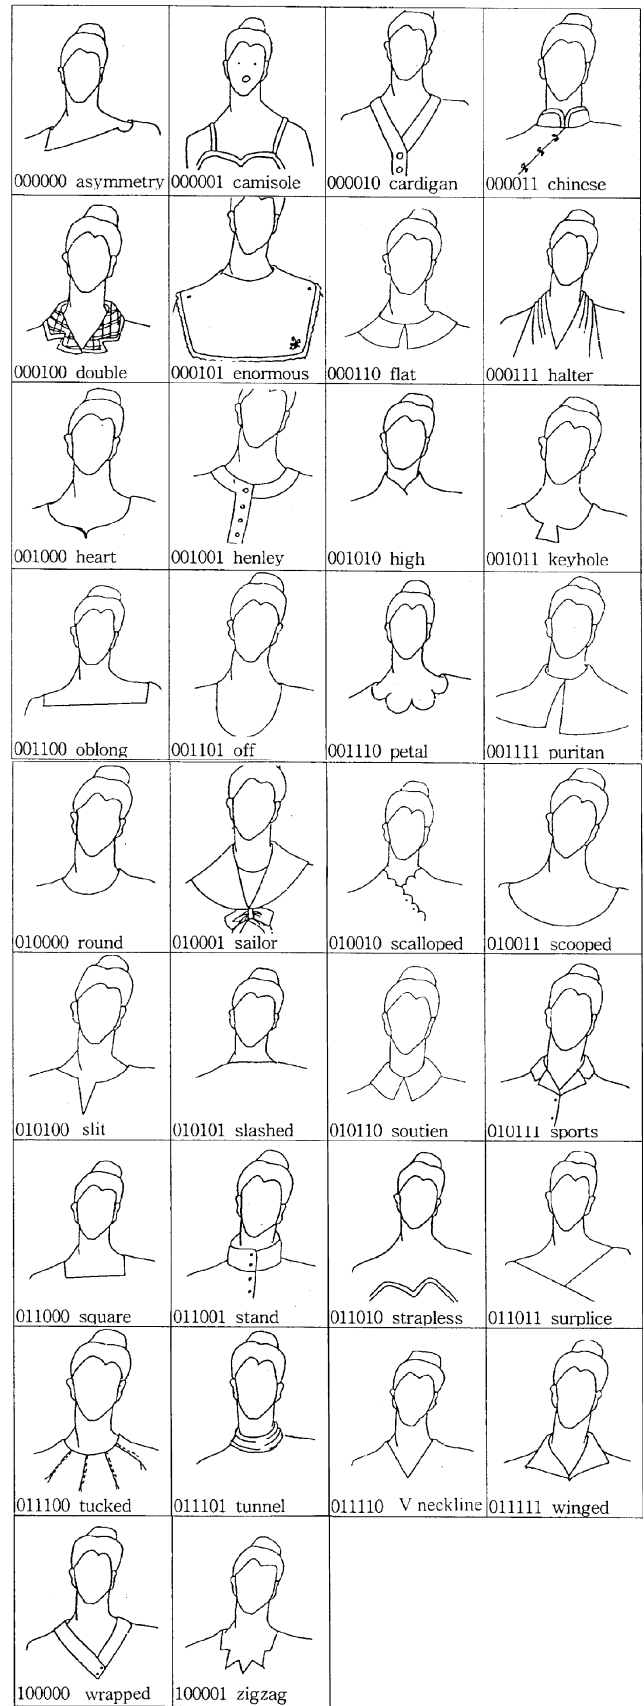 000000 asymmetry 000001 camisole 000010 cardigan 000011 chinese
000100 double 000101 enormous 000110 flat 000111 halter
001000 heart 001001 henley 001010 high 001011 keyhole
001100 oblong 001101 off 001110 petal 001111 puritan
010000 round 010001 sailor 010010 scalloped 010011 scooped
010100 slit 010101 slashed 010110 soutien 010111 sports
011000 square 011001 stand 011010 strapless 011011 surplice
011100 tucked 011101 tunnel 011110 V neckline 011111 winged
100000 wrapped 100001 zigzag